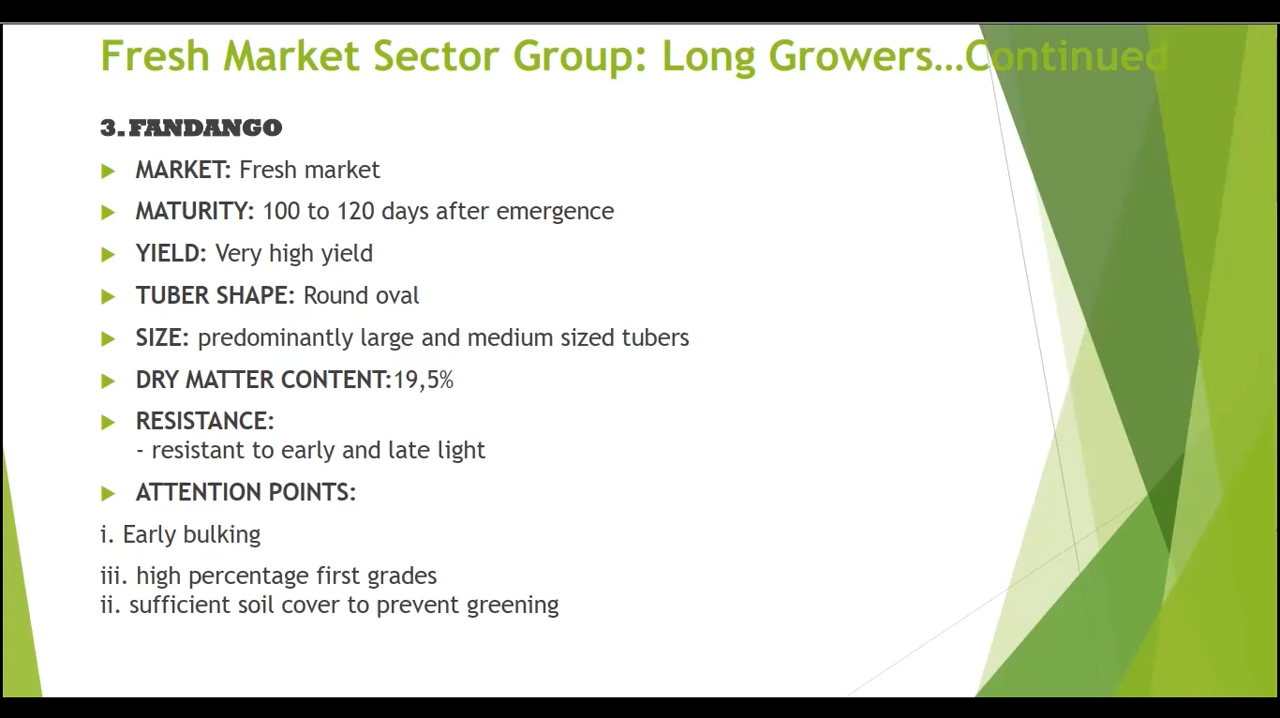 Fresh Market Sector Group: Long Growers…Continued
3. FANDANGO
MARKET: Fresh market
MATURITY: 100 to 120 days after emergence
YIELD: Very high yield
TUBER SHAPE: Round oval
SIZE: predominantly large and medium sized tubers
DRY MATTER CONTENT:19,5%
RESISTANCE:
- resistant to early and late light
ATTENTION POINTS:
i. Early bulking
iii. high percentage first grades
ii. sufficient soil cover to prevent greening